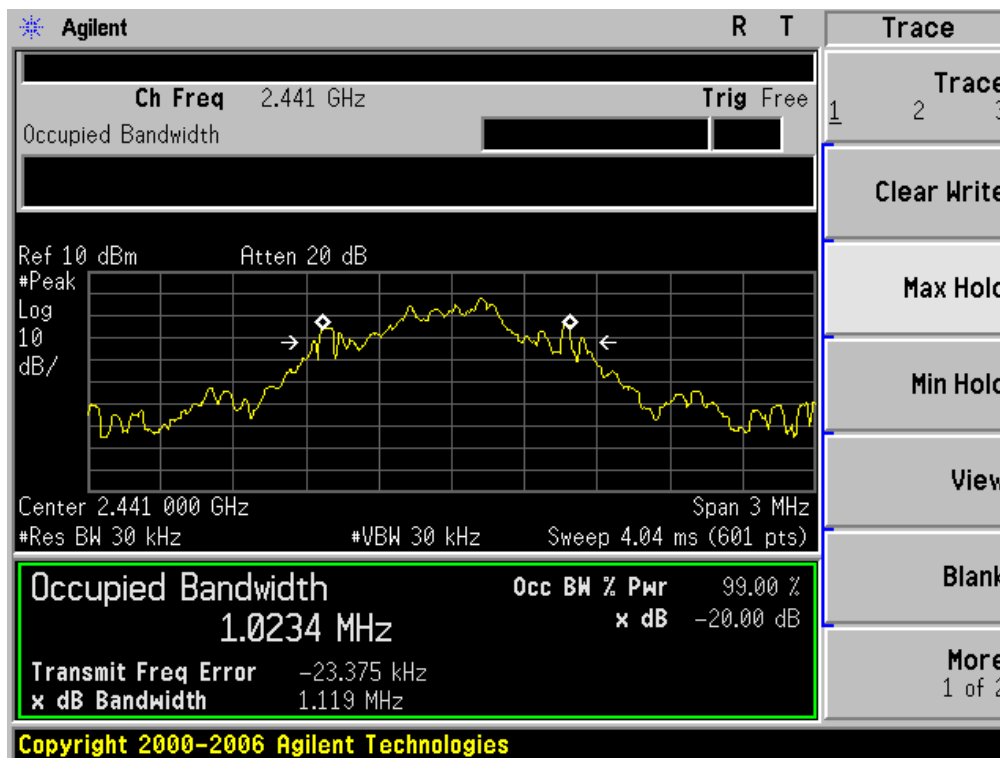 Agilent R T
Ch Freq 2.441 GHz Trig Free
Occupied Bandwidth
Ref 10 dBm Atten 20 dB
#Peak
Log
10
dB/
Center 2.441 000 GHz Span 3 MHz
#Res BW 30 kHz #VBW 30 kHz Sweep 4.04 ms (601 pts)
Occupied Bandwidth
1.0234 MHz
Occ BW % Pwr 99.00 %
x dB -20.00 dB
Transmit Freq Error -23.375 kHz
x dB Bandwidth 1.119 MHz
Copyright 2000-2006 Agilent Technologies
Trace
Trace
1 2 3
Clear Write
Max Hold
Min Hold
View
Blank
More
1 of 2